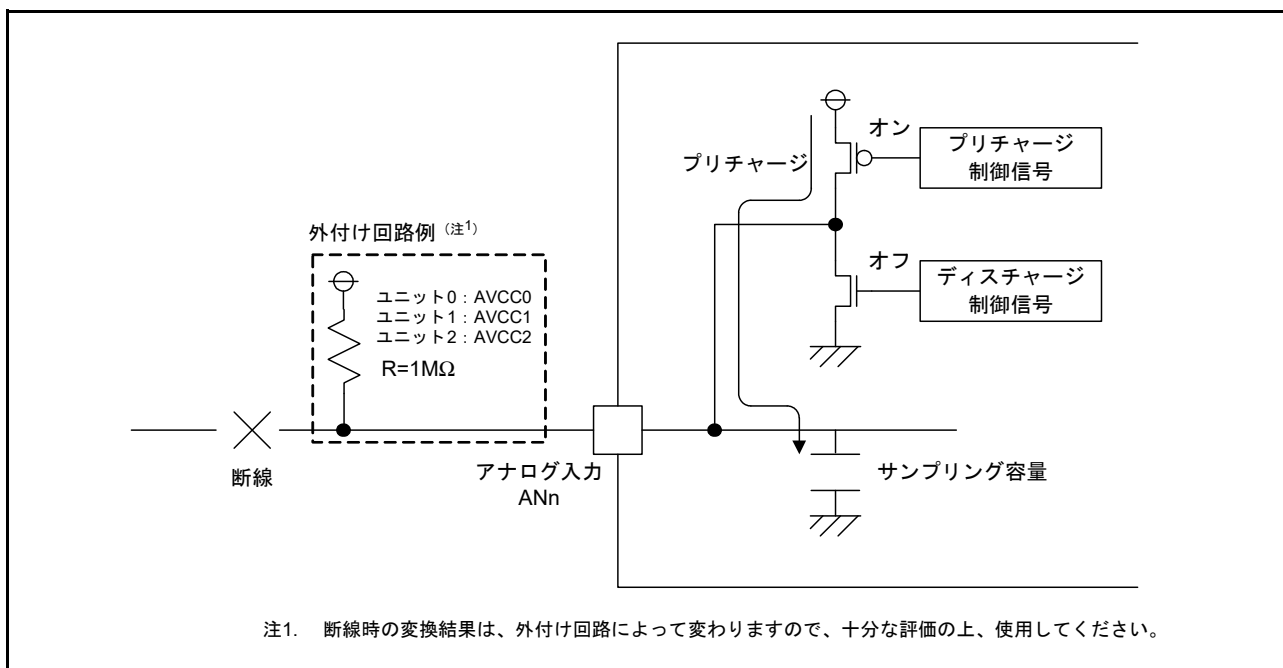 オン
プリチャージ
プリチャージ
制御信号
外付け回路例（注1）
オフ
ディスチャージ
制御信号
ユニット0：AVCC0
ユニット1：AVCC1
ユニット2：AVCC2
R=1MΩ
断線
アナログ入力
ANn
サンプリング容量
注1. 断線時の変換結果は、外付け回路によって変わりますので、十分な評価の上、使用してください。